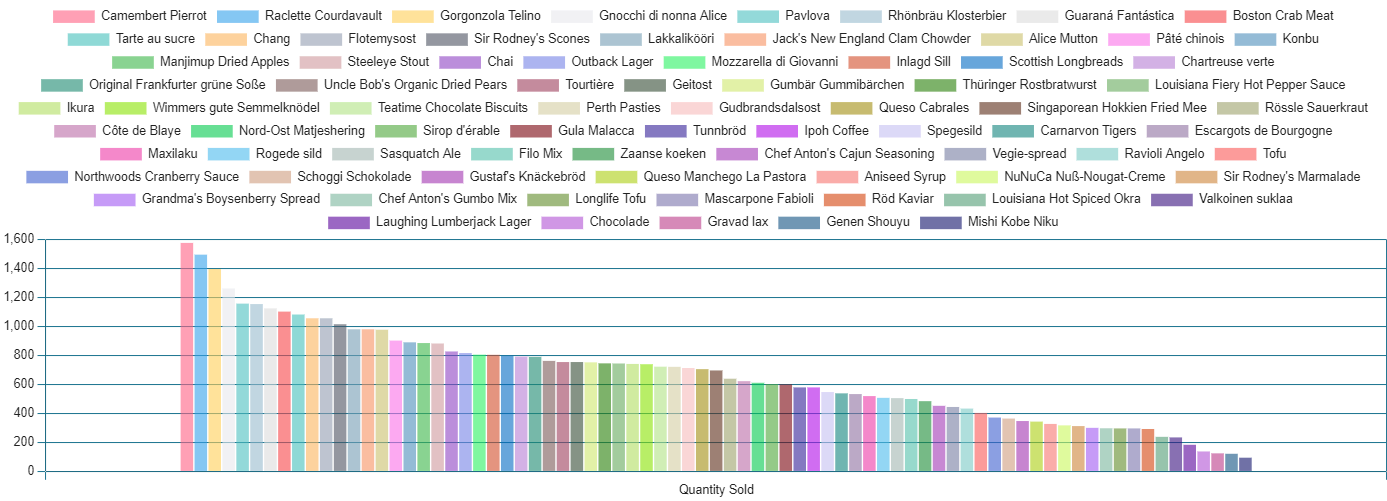 Camembert Pierrot Raclette Courdavault Gorgonzola Telino Gnocchi di nonna Alice Pavlova Rhönbräu Klosterbier Guaraná Fantástica Boston Crab Meat
Tarte au sucre Chang Flotemysost Sir Rodney's Scones Lakkalikööri Jack's New England Clam Chowder Alice Mutton Pâté chinois Konbu
Manjimup Dried Apples Steeleye Stout Chai Outback Lager Mozzarella di Giovanni Inlagd Sill Scottish Longbreads Chartreuse verte
Original Frankfurter grüne Soße Uncle Bob's Organic Dried Pears Tourtière Geitost Gumbär Gummibärchen Thüringer Rostbratwurst Louisiana Fiery Hot Pepper Sauce
Ikura Wimmers gute Semmelknödel Teatime Chocolate Biscuits Perth Pasties Gudbrandsdalsost Queso Cabrales Singaporean Hokkien Fried Mee Rössle Sauerkraut
Côte de Blaye Nord-Ost Matjeshering Sirop d'érable Gula Malacca Tunnbröd Ipoh Coffee Spegesild Carnarvon Tigers Escargots de Bourgogne
Maxilaku Rogede sild Sasquatch Ale Filo Mix Zaanse koeken Chef Anton's Cajun Seasoning Vegie-spread Ravioli Angelo Tofu
Northwoods Cranberry Sauce Schoggi Schokolade Gustaf's Knäckebröd Queso Manchego La Pastora Aniseed Syrup NuNuCa Nuß-Nougat-Creme Sir Rodney's Marmalade
Grandma's Boysenberry Spread Chef Anton's Gumbo Mix Longlife Tofu Mascarpone Fabioli Röd Kaviar Louisiana Hot Spiced Okra Valkoinen suklaa
Laughing Lumberjack Lager Chocolade Gravad lax Genen Shouyu Mishi Kobe Niku
1,600
1,400
1,200
1,000
800
600
400
200
0
Quantity Sold